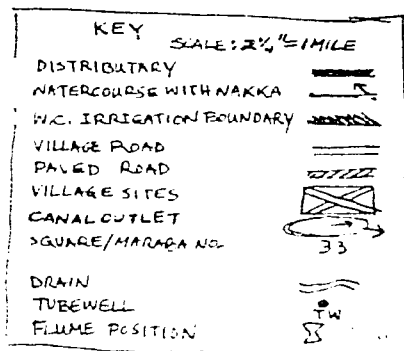 KEY
SCALE: 2¼"=1MILE
DISTRIBUTARY
WATERCOURSE WITH NAKKA
W.C. IRRIGATION BOUNDARY
VILLAGE ROAD
PAVED ROAD
VILLAGE SITES
CANAL OUTLET
SQUARE/MARABA NO. 33
DRAIN
TUBEWELL TW
FLUME POSITION